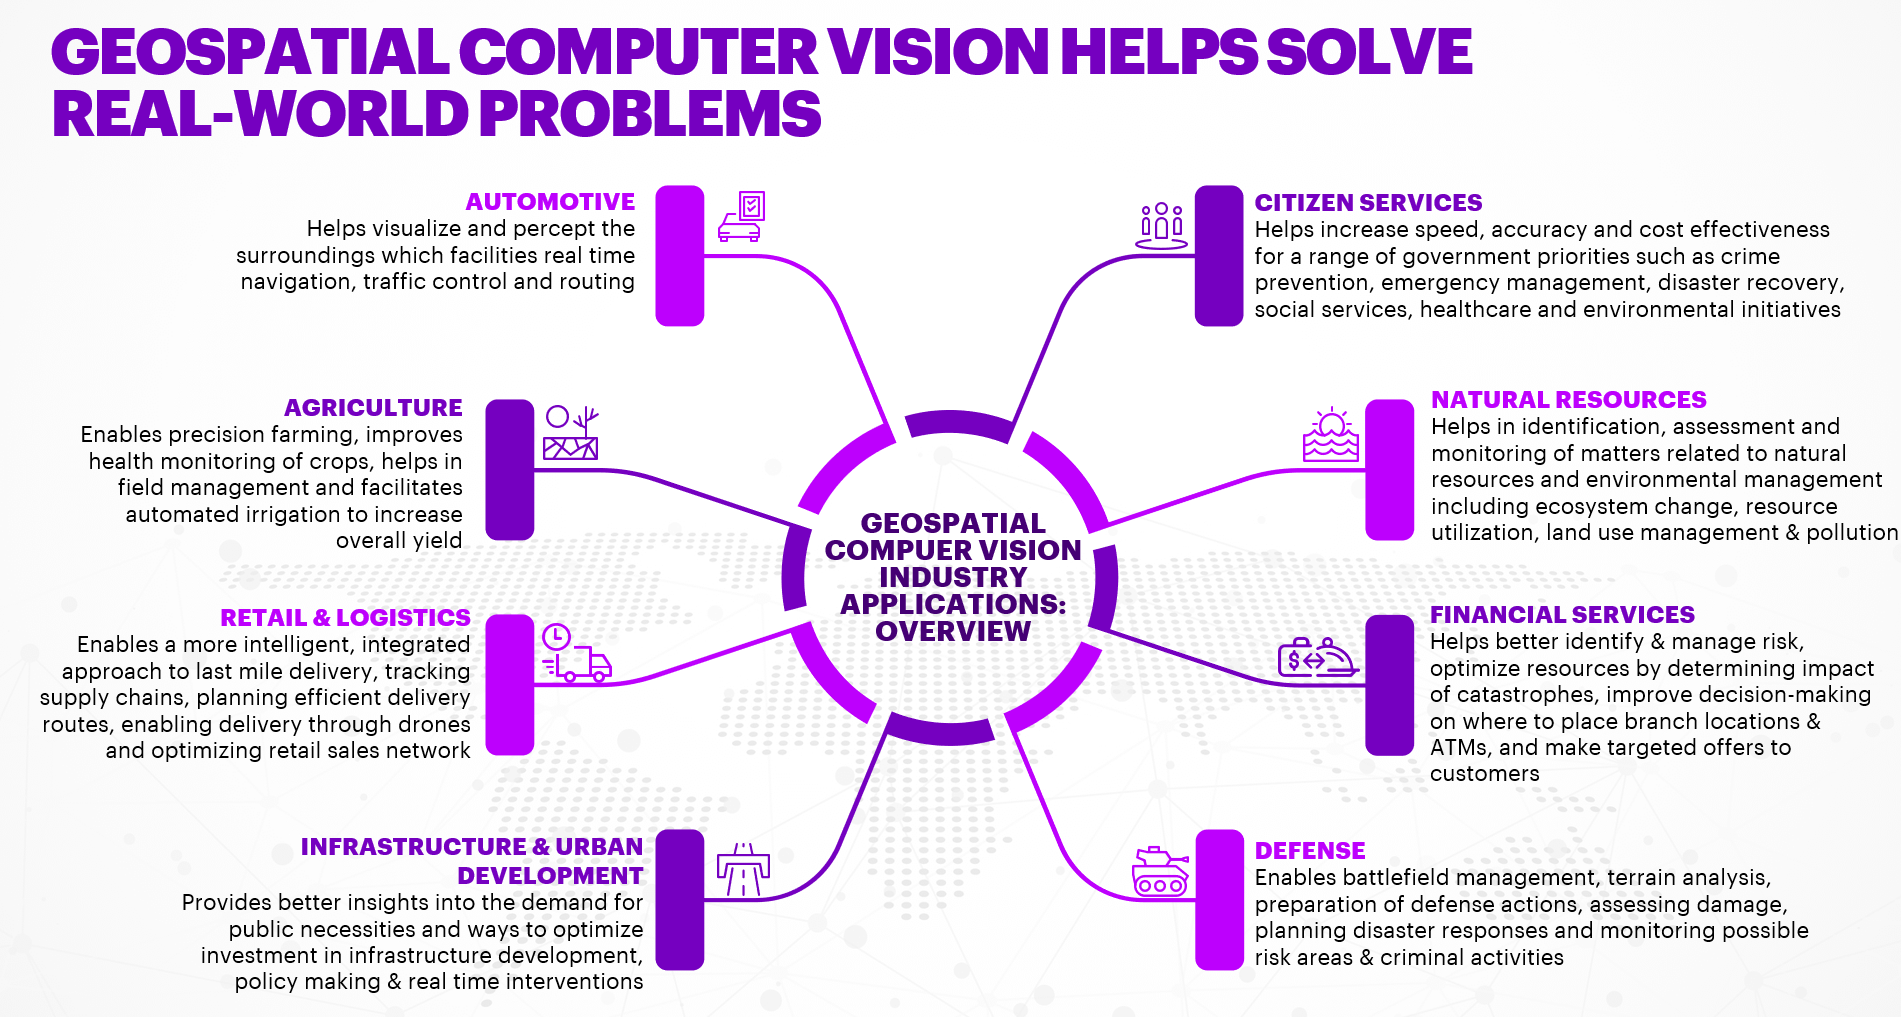 GEOSPATIAL COMPUTER VISION HELPS SOLVE
REAL-WORLD PROBLEMS
AUTOMOTIVE
Helps visualize and percept the
surroundings which facilities real time
navigation, traffic control and routing
AGRICULTURE
Enables precision farming, improves
health monitoring of crops, helps in
field management and facilitates
automated irrigation to increase
overall yield
RETAIL & LOGISTICS
Enables a more intelligent, integrated
approach to last mile delivery, tracking
supply chains, planning efficient delivery
routes, enabling delivery through drones
and optimizing retail sales network
INFRASTRUCTURE & URBAN
DEVELOPMENT
Provides better insights into the demand for
public necessities and ways to optimize
investment in infrastructure development,
policy making & real time interventions
GEOSPATIAL
COMPUER VISION
INDUSTRY
APPLICATIONS:
OVERVIEW
CITIZEN SERVICES
Helps increase speed, accuracy and cost effectiveness
for a range of government priorities such as crime
prevention, emergency management, disaster recovery,
social services, healthcare and environmental initiatives
NATURAL RESOURCES
Helps in identification, assessment and
monitoring of matters related to natural
resources and environmental management
including ecosystem change, resource
utilization, land use management & pollution
FINANCIAL SERVICES
$
Helps better identify & manage risk,
optimize resources by determining impact
of catastrophes, improve decision-making
on where to place branch locations &
ATMs, and make targeted offers to
customers
DEFENSE
Enables battlefield management, terrain analysis,
preparation of defense actions, assessing damage,
planning disaster responses and monitoring possible
risk areas & criminal activities